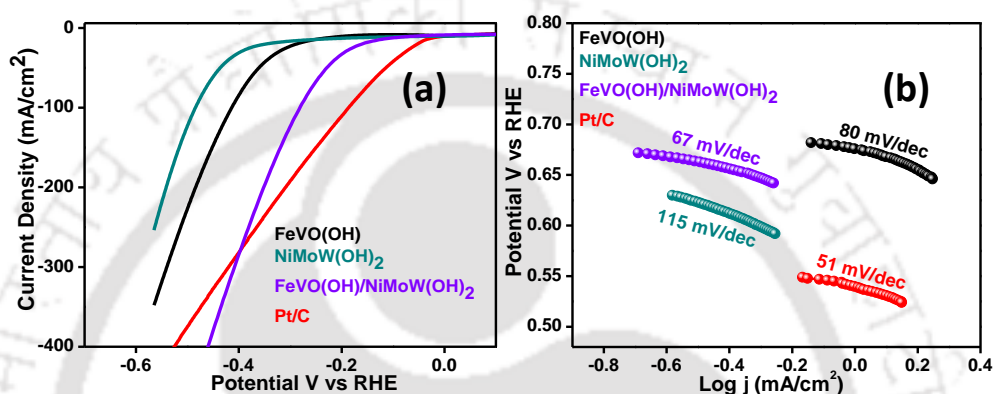 (a)
Current Density (mA/cm²)
0
-100
-200
-300
-400
-0.6
-0.4
-0.2
0.0
Potential V vs RHE
FeVO(OH)
NiMoW(OH)₂
FeVO(OH)/NiMoW(OH)₂
Pt/C
(b)
Potential V vs RHE
0.80
0.75
0.70
0.65
0.60
0.55
0.50
-0.8
-0.6
-0.4
-0.2
0.0
0.2
0.4
Log j (mA/cm²)
FeVO(OH)
NiMoW(OH)₂
FeVO(OH)/NiMoW(OH)₂
Pt/C
67 mV/dec
80 mV/dec
115 mV/dec
51 mV/dec